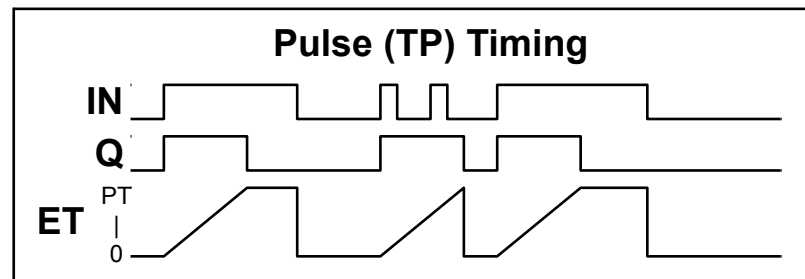 Pulse (TP) Timing
IN
Q
PT
ET
|
0